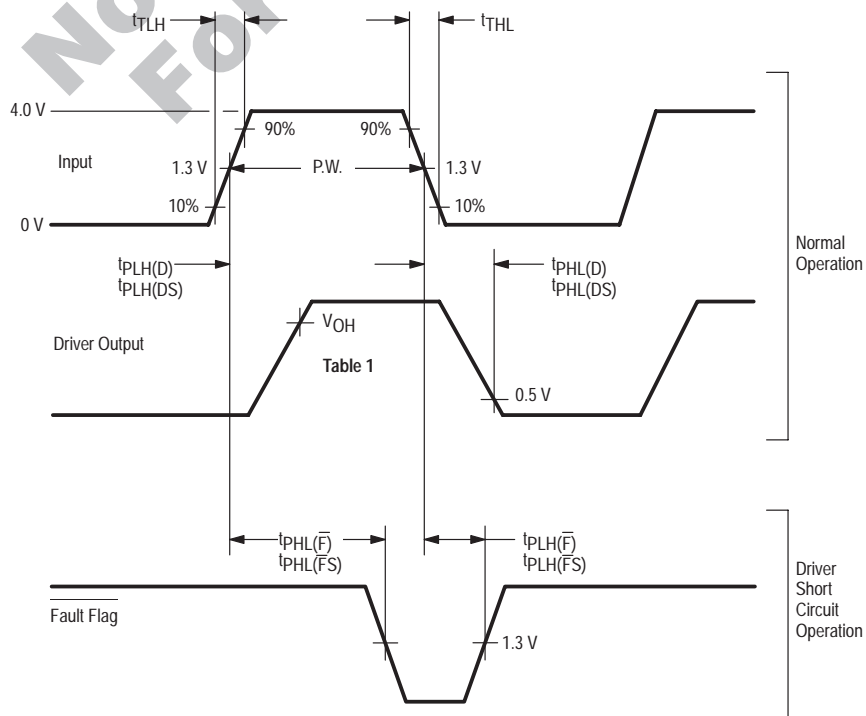 No
For
tTLH
tTHL
4.0 V
90%
90%
Input
1.3 V
P.W.
1.3 V
10%
10%
0 V
tPLH(D)
tPLH(DS)
tPHL(D)
tPHL(DS)
Normal
Operation
VOH
Driver Output
Table 1
0.5 V
tPHL(F̅)
tPHL(F̅S)
tPLH(F̅)
tPLH(F̅S)
Driver
Short
Circuit
Operation
Fault Flag
1.3 V